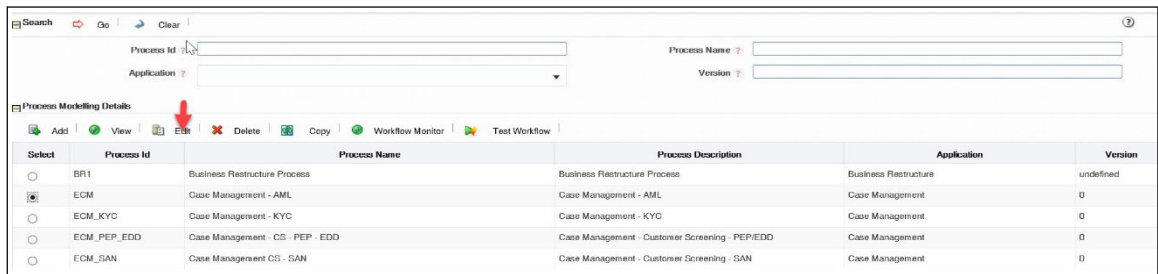 Search Go Clear ?
Process Id ? Process Name ?
Application ? Version ?
Process Modelling Details
Add View Edit Delete Copy Workflow Monitor Test Workflow
Select Process Id Process Name Process Description Application Version
BR1 Business Restructure Process Business Restructure Process Business Restructure undefined
ECM Case Management - AML Case Management - AML Case Management 0
ECM_KYC Case Management - KYC Case Management - KYC Case Management 0
ECM_PEP_EDD Case Management - CS - PEP - EDD Case Management - Customer Screening - PEP/EDD Case Management 0
ECM_SAN Case Management CS - SAN Case Management - Customer Screening - SAN Case Management 0